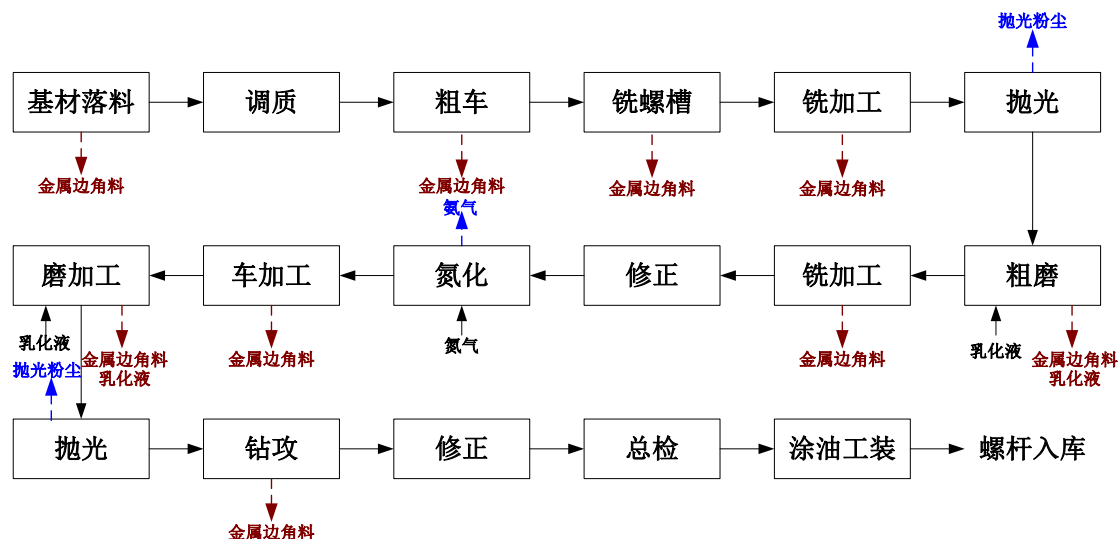 抛光粉尘
基材落料
调质
粗车
铣螺槽
铣加工
抛光
金属边角料
金属边角料
金属边角料
金属边角料
氨气
磨加工
车加工
氮化
修正
铣加工
粗磨
乳化液
金属边角料
乳化液
金属边角料
氮气
金属边角料
乳化液
金属边角料
乳化液
抛光粉尘
抛光
钻攻
修正
总检
涂油工装
螺杆入库
金属边角料